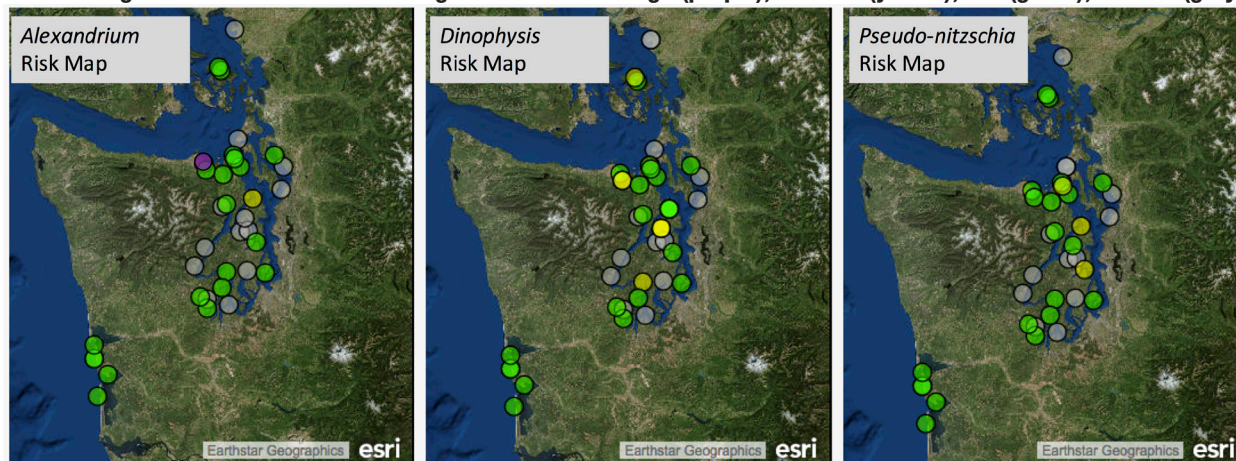 Alexandrium
Risk Map
Dinophysis
Risk Map
Pseudo-nitzschia
Risk Map
Earthstar Geographics esri
Earthstar Geographics esri
Earthstar Geographics esri